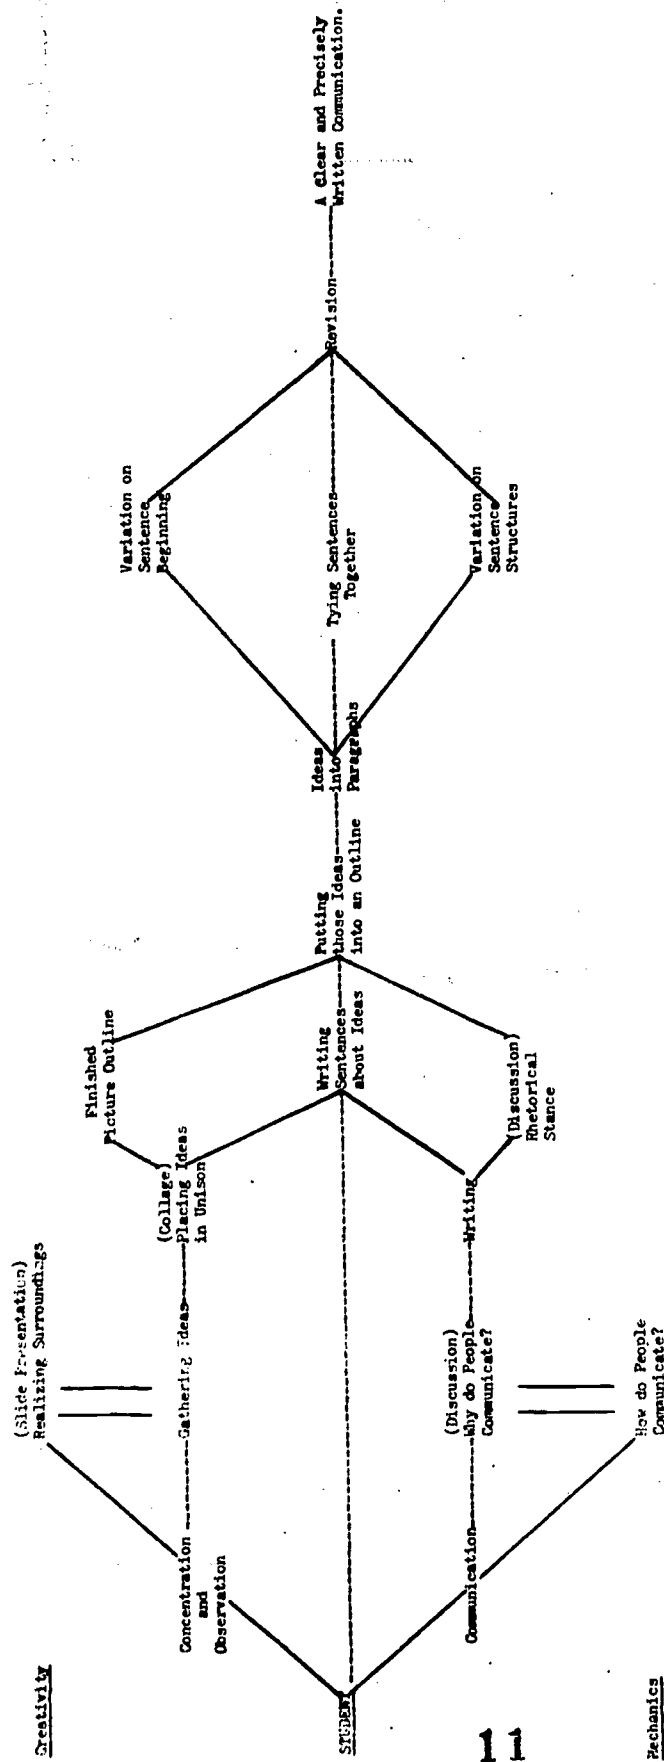 Creativity
(Slide Presentation)
Realizing Surroundings
Concentration
and
Observation
Gathering Ideas
(Collage)
Placing Ideas
in Unison
Finished
Picture Outline
STUDENT
Writing
Sentences
about Ideas
Putting
those Ideas
into an Outline
Ideas
into
Paragraphs
Variation on
Sentence
Beginning
Tying Sentences
Together
Variation on
Sentence
Structures
Revision
A Clear and Precisely
Written Communication.
Communication
(Discussion)
Why do People
Communicate?
Writing
(Discussion)
Rhetorical
Stance
How do People
Communicate?
Mechanics
11